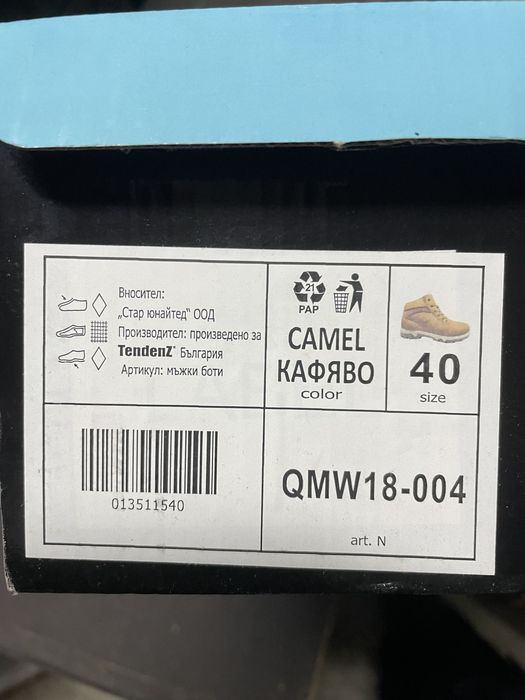 Вносител:
„Стар юнайтед" ООД
Производител: произведено за
TendenZ® България
Артикул: мъжки боти
21
PAP
CAMEL
КАФЯВО
color
40
size
013511540
QMW18-004
art. N